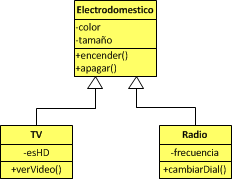 Electrodomestico
-color
-tamaño
+encender()
+apagar()
TV
-esHD
+verVideo()
Radio
-frecuencia
+cambiarDial()